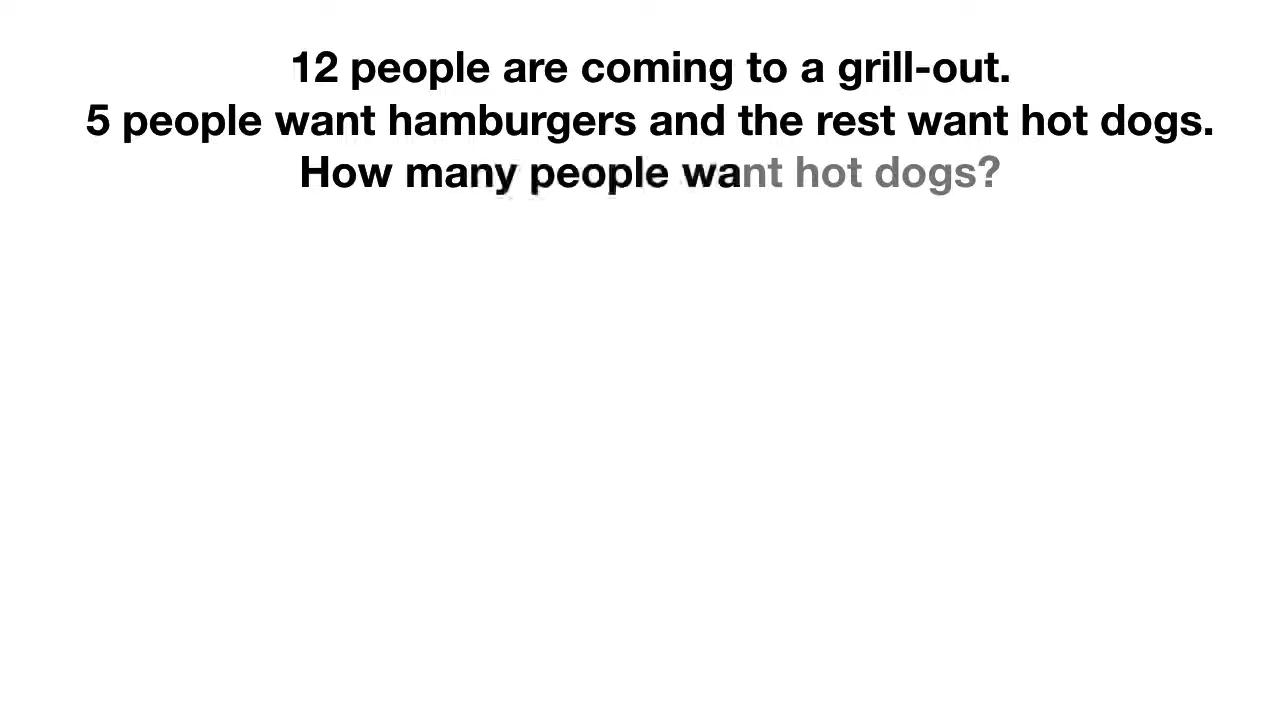 12 people are coming to a grill-out.
5 people want hamburgers and the rest want hot dogs.
How many people want hot dogs?